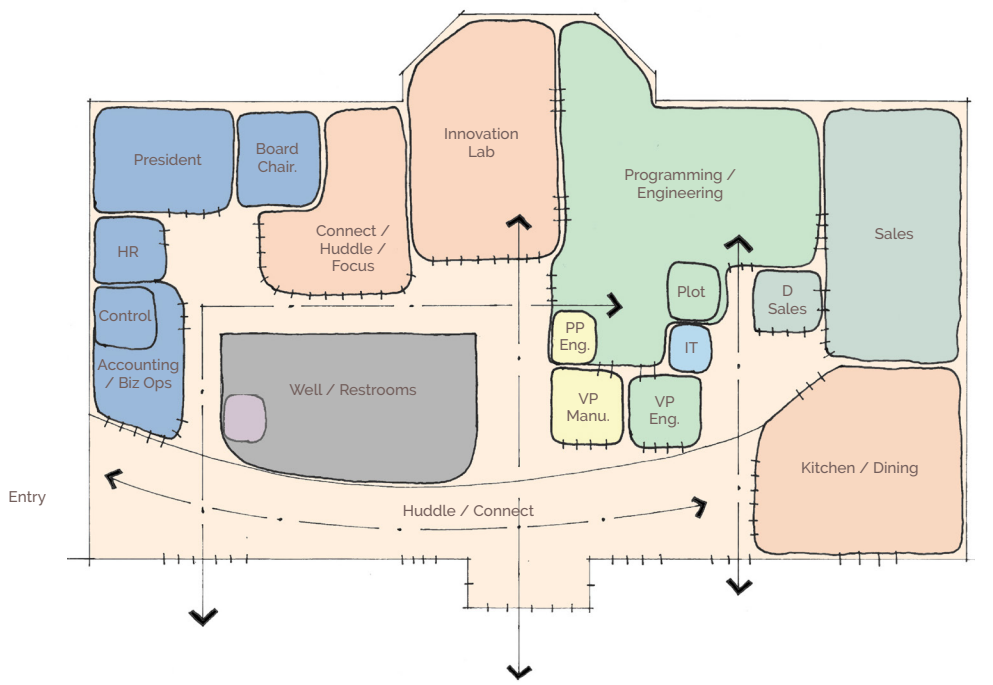 President
Board
Chair.
Innovation
Lab
Programming /
Engineering
Sales
HR
Connect /
Huddle /
Focus
Control
Accounting
/ Biz Ops
Well / Restrooms
Plot
D
Sales
PP
Eng.
IT
VP
Manu.
VP
Eng.
Kitchen / Dining
Entry
Huddle / Connect